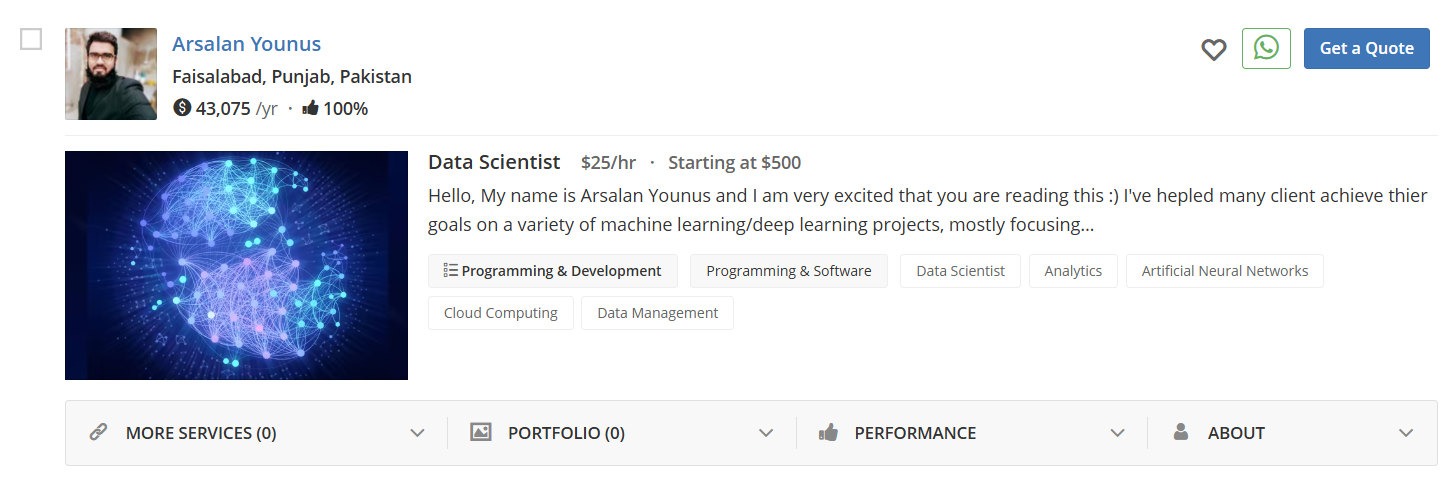 Arsalan Younus
Get a Quote
Faisalabad, Punjab, Pakistan
$ 43,075 /yr · 100%
Data Scientist $25/hr · Starting at $500
Hello, My name is Arsalan Younus and I am very excited that you are reading this :) I've hepled many client achieve thier
goals on a variety of machine learning/deep learning projects, mostly focusing...
Programming & Development Programming & Software Data Scientist Analytics Artificial Neural Networks
Cloud Computing Data Management
MORE SERVICES (0) PORTFOLIO (0) PERFORMANCE ABOUT